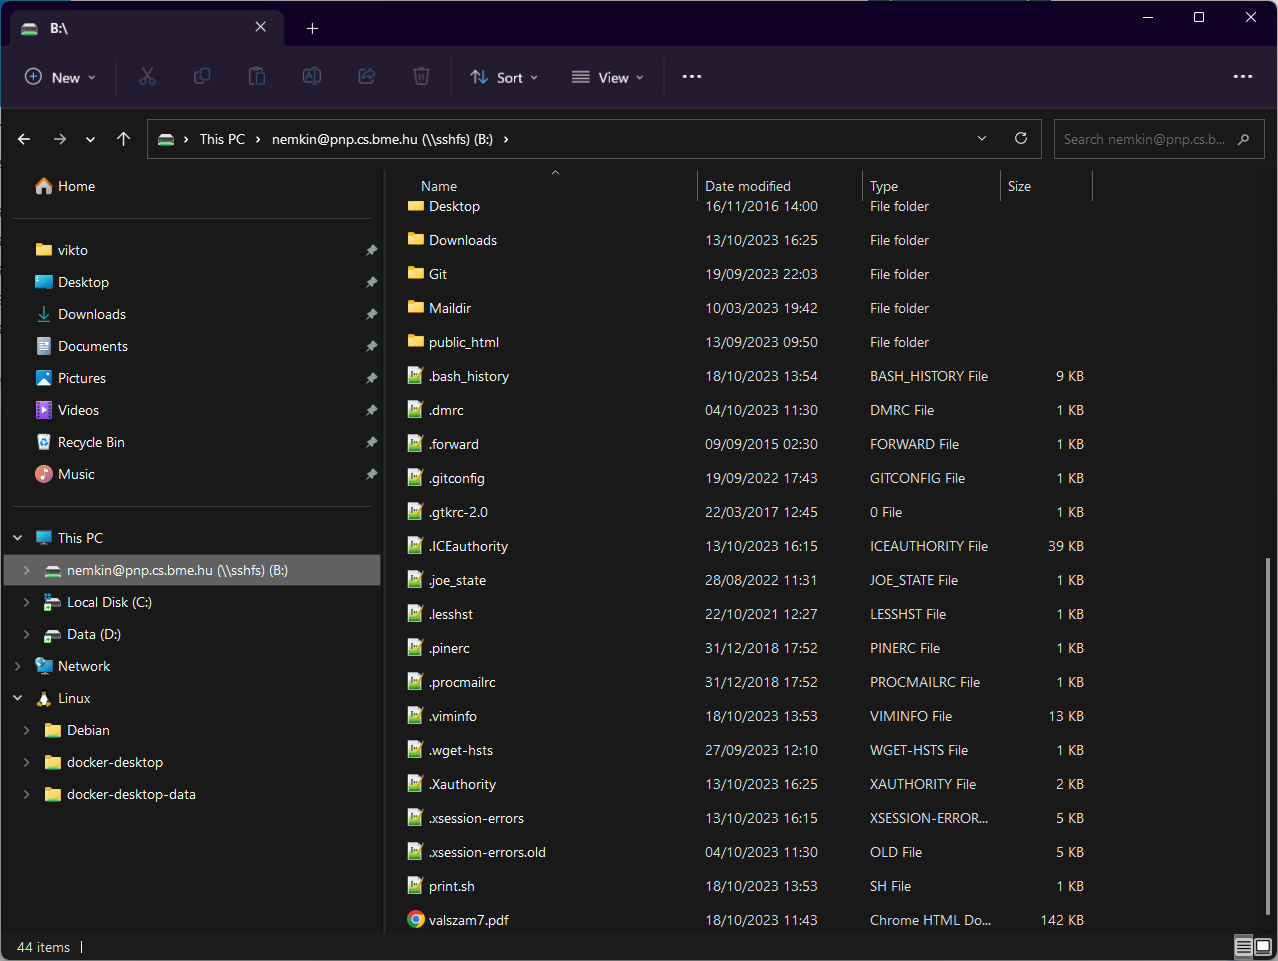 B:\
New
Sort
View
This PC
nemkin@pnp.cs.bme.hu (\\sshfs) (B:)
Search nemkin@pnp.cs.b...
Home
vikto
Desktop
Downloads
Documents
Pictures
Videos
Recycle Bin
Music
This PC
nemkin@pnp.cs.bme.hu (\\sshfs) (B:)
Local Disk (C:)
Data (D:)
Network
Linux
Debian
docker-desktop
docker-desktop-data
Name Date modified Type Size
Desktop 16/11/2016 14:00 File folder
Downloads 13/10/2023 16:25 File folder
Git 19/09/2023 22:03 File folder
Maildir 10/03/2023 19:42 File folder
public_html 13/09/2023 09:50 File folder
.bash_history 18/10/2023 13:54 BASH_HISTORY File 9 KB
.dmrc 04/10/2023 11:30 DMRC File 1 KB
.forward 09/09/2015 02:30 FORWARD File 1 KB
.gitconfig 19/09/2022 17:43 GITCONFIG File 1 KB
.gtkrc-2.0 22/03/2017 12:45 0 File 1 KB
.ICEauthority 13/10/2023 16:15 ICEAUTHORITY File 39 KB
.joe_state 28/08/2022 11:31 JOE_STATE File 1 KB
.lesshst 22/10/2021 12:27 LESSHST File 1 KB
.pinerc 31/12/2018 17:52 PINERC File 1 KB
.procmailrc 31/12/2018 17:52 PROCMAILRC File 1 KB
.viminfo 18/10/2023 13:53 VIMINFO File 13 KB
.wget-hsts 27/09/2023 12:10 WGET-HSTS File 1 KB
.Xauthority 13/10/2023 16:25 XAUTHORITY File 2 KB
.xsession-errors 13/10/2023 16:15 XSESSION-ERROR... 5 KB
.xsession-errors.old 04/10/2023 11:30 OLD File 5 KB
print.sh 18/10/2023 13:53 SH File 1 KB
valszam7.pdf 18/10/2023 11:43 Chrome HTML Do... 142 KB
44 items